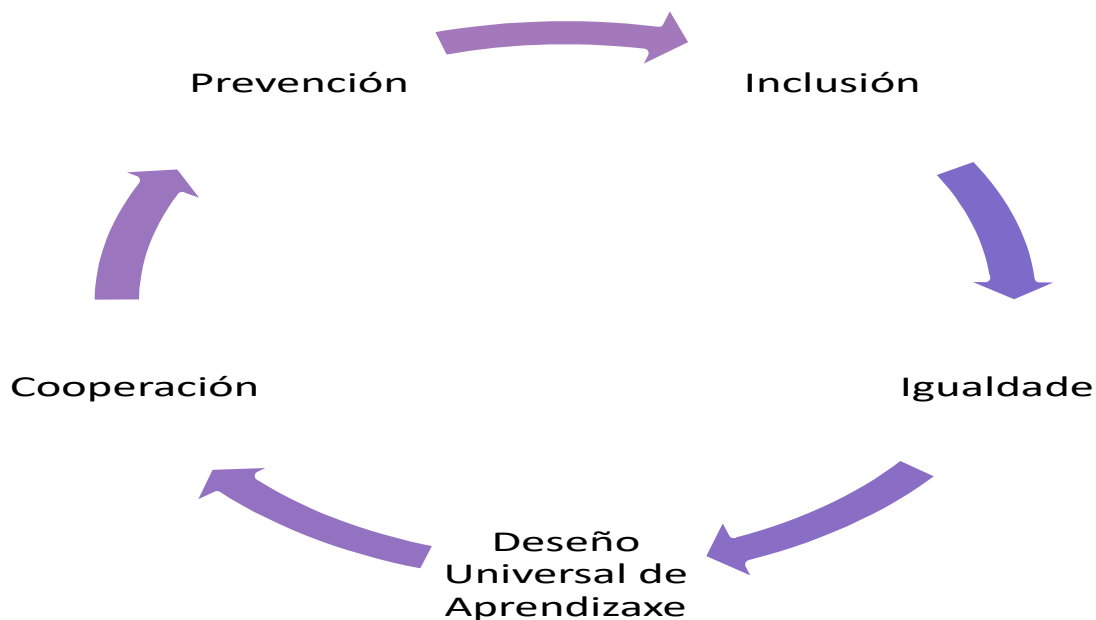 Prevención
Inclusión
Cooperación
Igualdade
Deseño
Universal de
Aprendizaxe